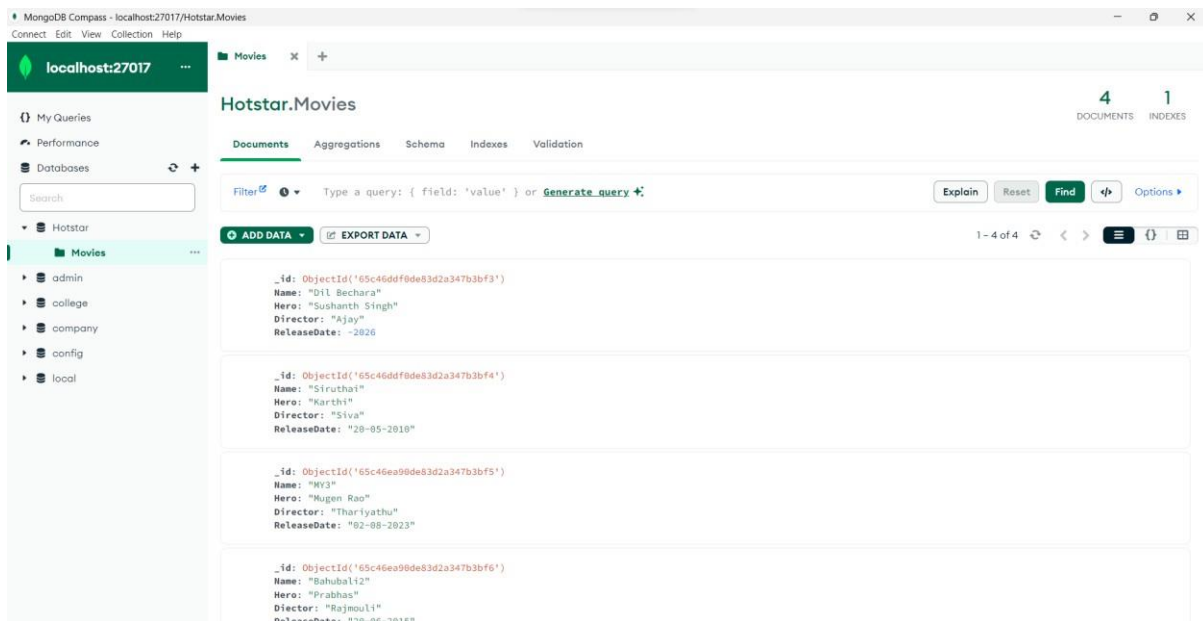 MongoDB Compass - localhost:27017/Hotstar.Movies
Connect Edit View Collection Help
localhost:27017 ...
Movies
Hotstar.Movies
4
DOCUMENTS
1
INDEXES
{} My Queries
Performance
Databases
Search
Hotstar
Movies ...
admin
college
company
config
local
Documents Aggregations Schema Indexes Validation
Filter Type a query: { field: 'value' } or Generate query
Explain Reset Find </> Options
ADD DATA EXPORT DATA
1 – 4 of 4 {}
_id: ObjectId('65c46ddf0de83d2a347b3bf3')
Name: "Dil Bechara"
Hero: "Sushanth Singh"
Director: "Ajay"
ReleaseDate: -2026
_id: ObjectId('65c46ddf0de83d2a347b3bf4')
Name: "Siruthai"
Hero: "Karthi"
Director: "Siva"
ReleaseDate: "20-05-2010"
_id: ObjectId('65c46ea90de83d2a347b3bf5')
Name: "MY3"
Hero: "Mugen Rao"
Director: "Thariyathu"
ReleaseDate: "02-08-2023"
_id: ObjectId('65c46ea90de83d2a347b3bf6')
Name: "Bahubali2"
Hero: "Prabhas"
Diector: "Rajmouli"
ReleaseDate: "20-06-2015"